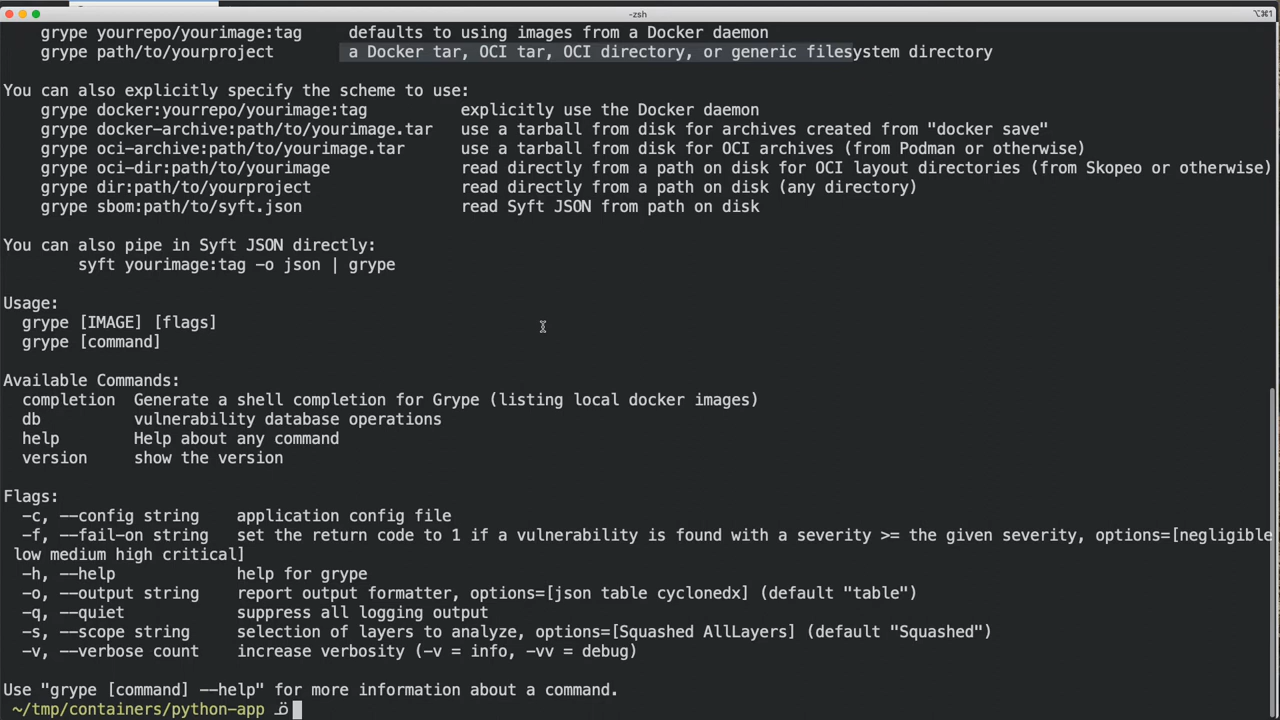 -zsh
⌥⌘1
grype yourrepo/yourimage:tag     defaults to using images from a Docker daemon
grype path/to/yourproject        a Docker tar, OCI tar, OCI directory, or generic filesystem directory
You can also explicitly specify the scheme to use:
grype docker:yourrepo/yourimage:tag          explicitly use the Docker daemon
grype docker-archive:path/to/yourimage.tar   use a tarball from disk for archives created from "docker save"
grype oci-archive:path/to/yourimage.tar      use a tarball from disk for OCI archives (from Podman or otherwise)
grype oci-dir:path/to/yourimage              read directly from a path on disk for OCI layout directories (from Skopeo or otherwise)
grype dir:path/to/yourproject                read directly from a path on disk (any directory)
grype sbom:path/to/syft.json                 read Syft JSON from path on disk
You can also pipe in Syft JSON directly:
syft yourimage:tag -o json | grype
Usage:
grype [IMAGE] [flags]
grype [command]
Available Commands:
completion  Generate a shell completion for Grype (listing local docker images)
db          vulnerability database operations
help        Help about any command
version     show the version
Flags:
-c, --config string    application config file
-f, --fail-on string   set the return code to 1 if a vulnerability is found with a severity >= the given severity, options=[negligible
low medium high critical]
-h, --help             help for grype
-o, --output string    report output formatter, options=[json table cyclonedx] (default "table")
-q, --quiet            suppress all logging output
-s, --scope string     selection of layers to analyze, options=[Squashed AllLayers] (default "Squashed")
-v, --verbose count    increase verbosity (-v = info, -vv = debug)
Use "grype [command] --help" for more information about a command.
~/tmp/containers/python-app